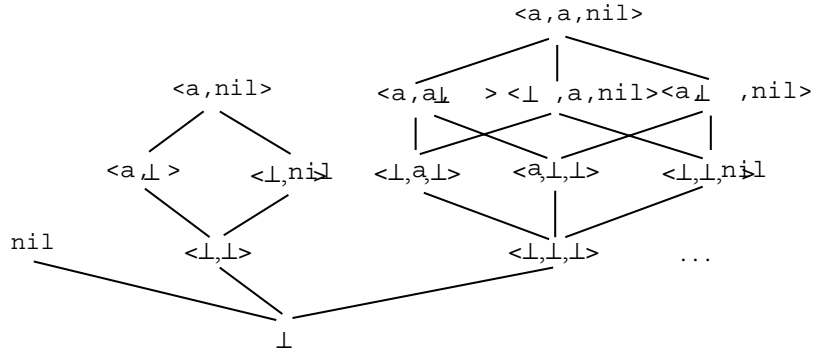 <a,a,nil>
<a,nil> <a,a,⊥> <⊥,a,nil> <a,⊥,nil>
<a,⊥> <⊥,nil> <⊥,a,⊥> <a,⊥,⊥> <⊥,⊥,nil>
nil <⊥,⊥> <⊥,⊥,⊥> ...
⊥